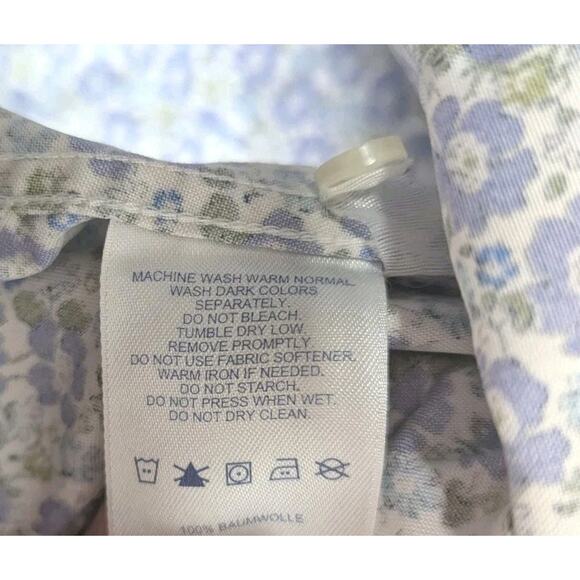 MACHINE WASH WARM NORMAL.
WASH DARK COLORS
SEPARATELY.
DO NOT BLEACH.
TUMBLE DRY LOW.
REMOVE PROMPTLY.
DO NOT USE FABRIC SOFTENER.
WARM IRON IF NEEDED.
DO NOT STARCH.
DO NOT PRESS WHEN WET.
DO NOT DRY CLEAN.
100% BAUMWOLLE